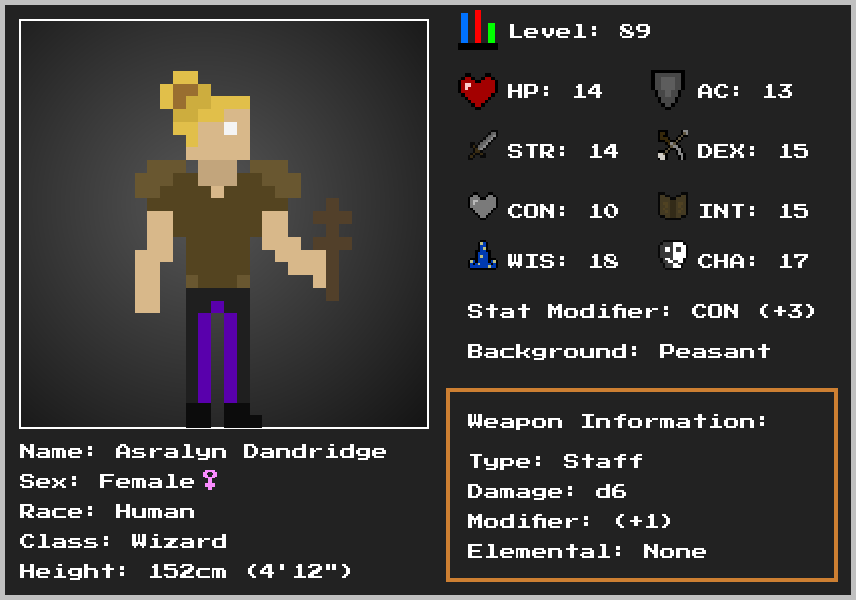 Level: 89
HP: 14 AC: 13
STR: 14 DEX: 15
CON: 10 INT: 15
WIS: 18 CHA: 17
Stat Modifier: CON (+3)
Background: Peasant
Weapon Information:
Type: Staff
Damage: d6
Modifier: (+1)
Elemental: None
Name: Asralyn Dandridge
Sex: Female♀
Race: Human
Class: Wizard
Height: 152cm (4'12")